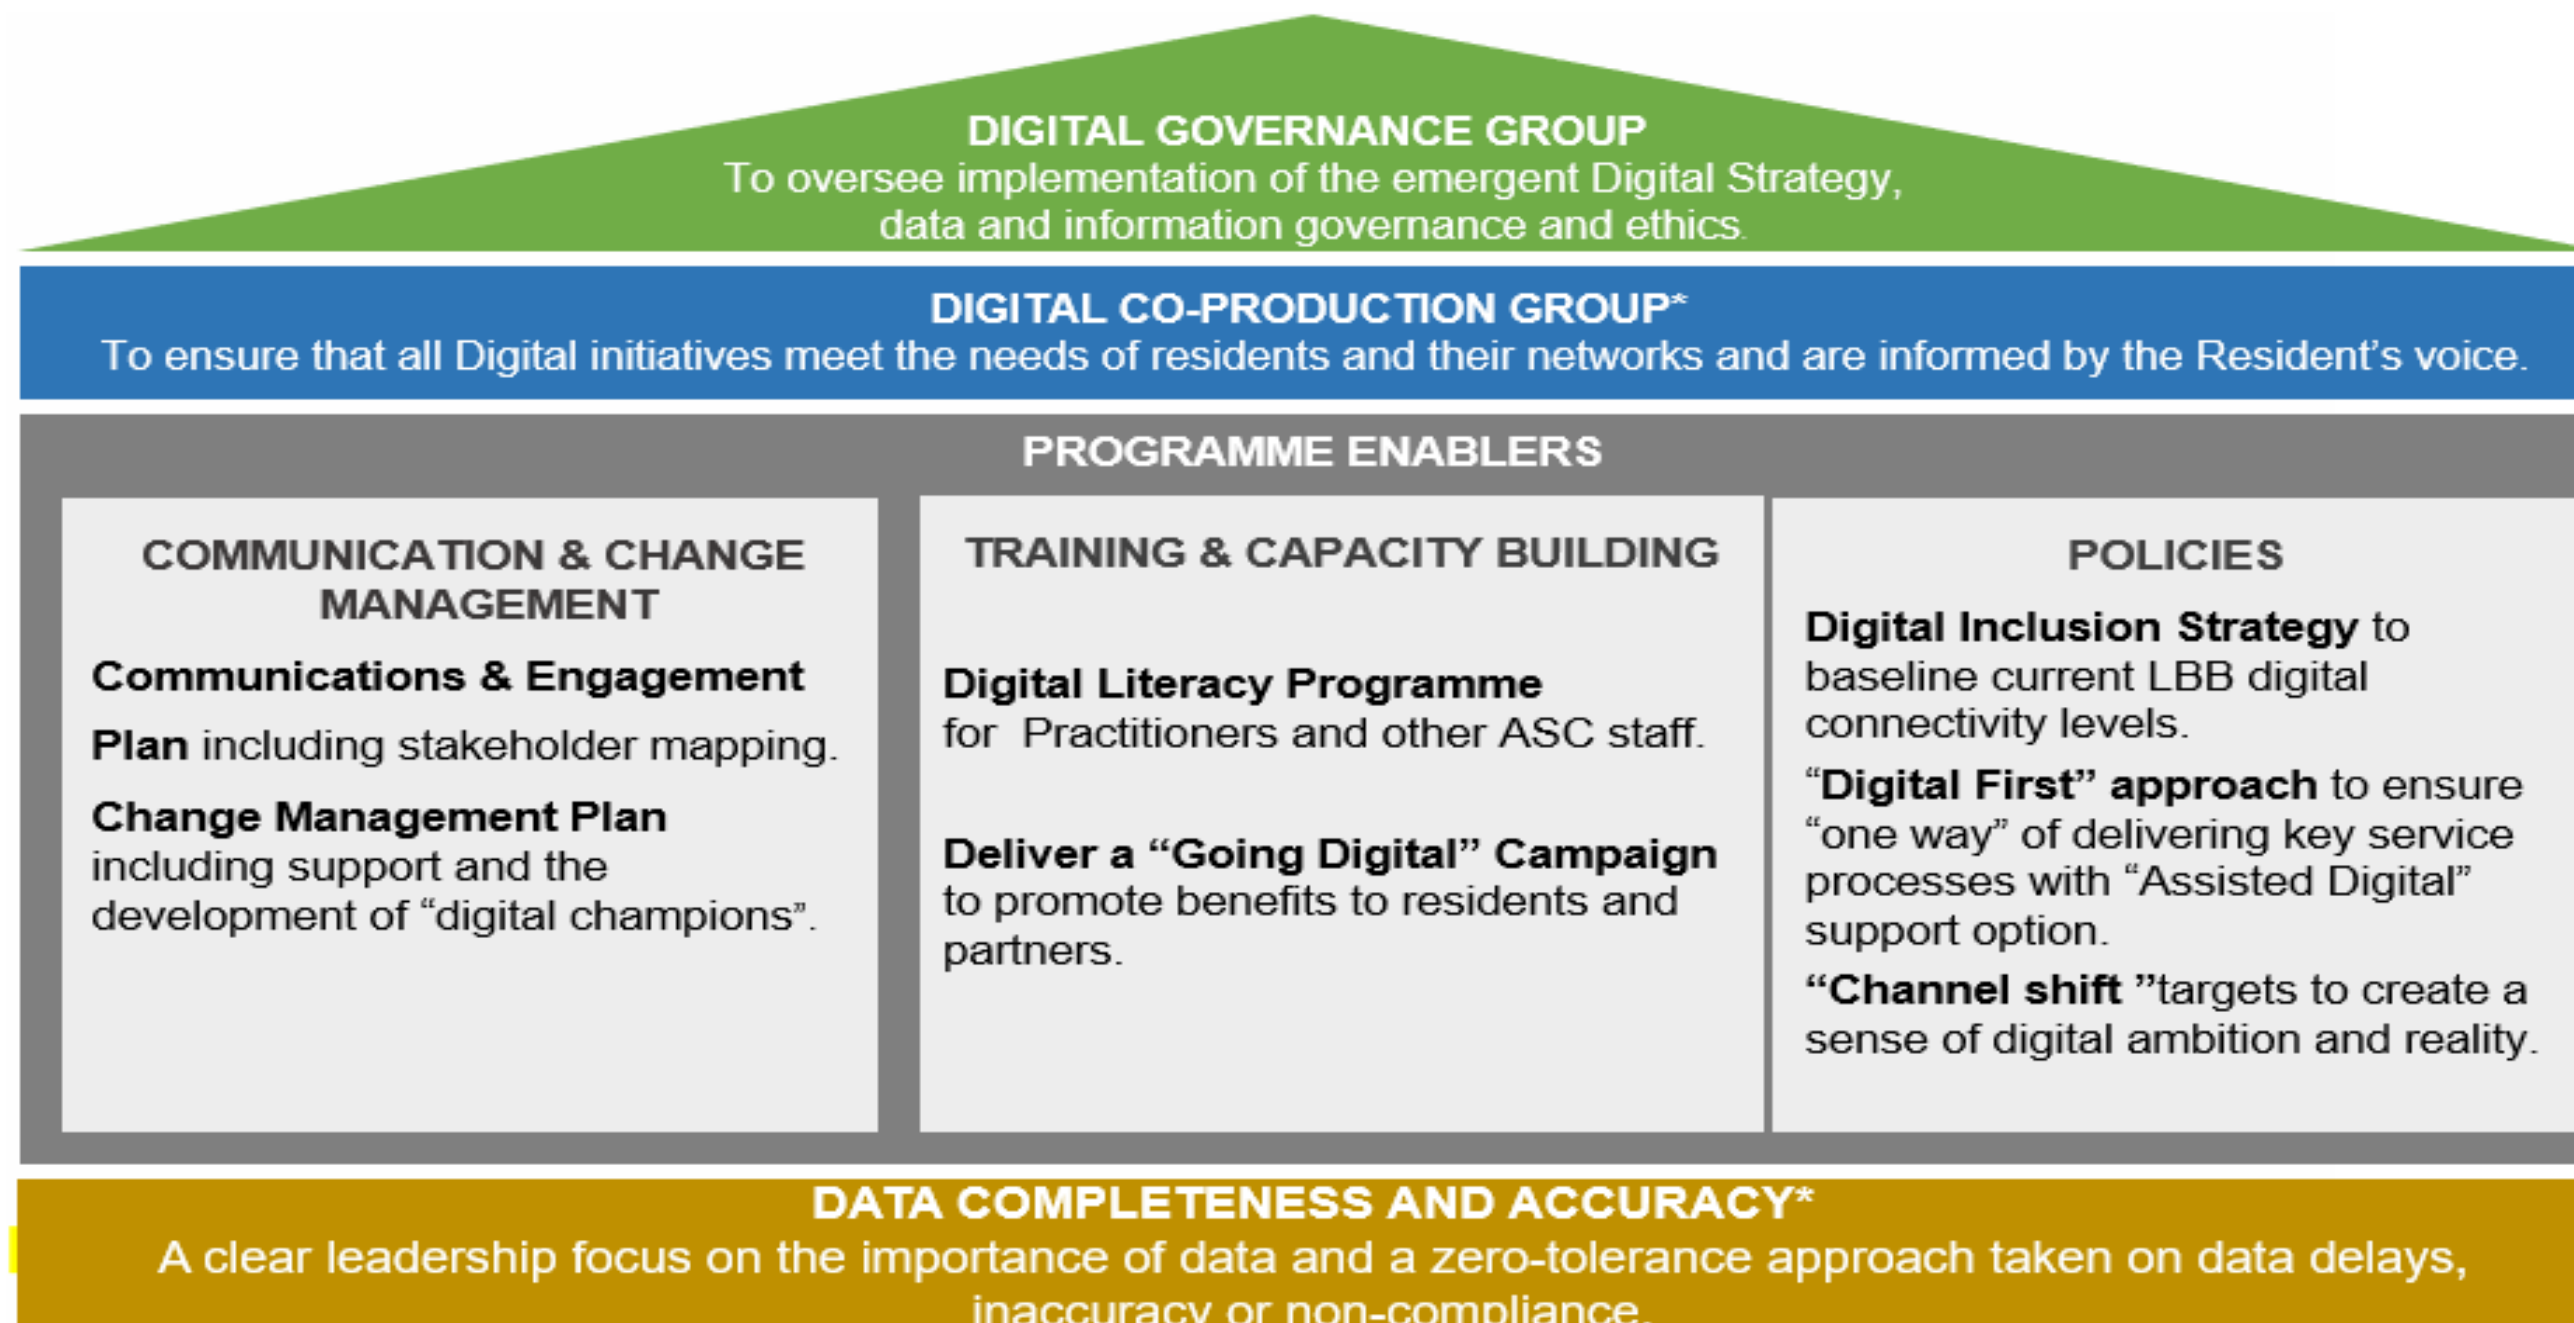 DIGITAL GOVERNANCE GROUP
To oversee implementation of the emergent Digital Strategy,
data and information governance and ethics.
DIGITAL CO-PRODUCTION GROUP*
To ensure that all Digital initiatives meet the needs of residents and their networks and are informed by the Resident’s voice.
PROGRAMME ENABLERS
COMMUNICATION & CHANGE
MANAGEMENT
Communications & Engagement
Plan including stakeholder mapping.
Change Management Plan
including support and the
development of “digital champions”.
TRAINING & CAPACITY BUILDING
Digital Literacy Programme
for Practitioners and other ASC staff.
Deliver a “Going Digital” Campaign
to promote benefits to residents and
partners.
POLICIES
Digital Inclusion Strategy to
baseline current LBB digital
connectivity levels.
“Digital First” approach to ensure
“one way” of delivering key service
processes with “Assisted Digital”
support option.
“Channel shift ”targets to create a
sense of digital ambition and reality.
DATA COMPLETENESS AND ACCURACY*
A clear leadership focus on the importance of data and a zero-tolerance approach taken on data delays,
inaccuracy or non-compliance.